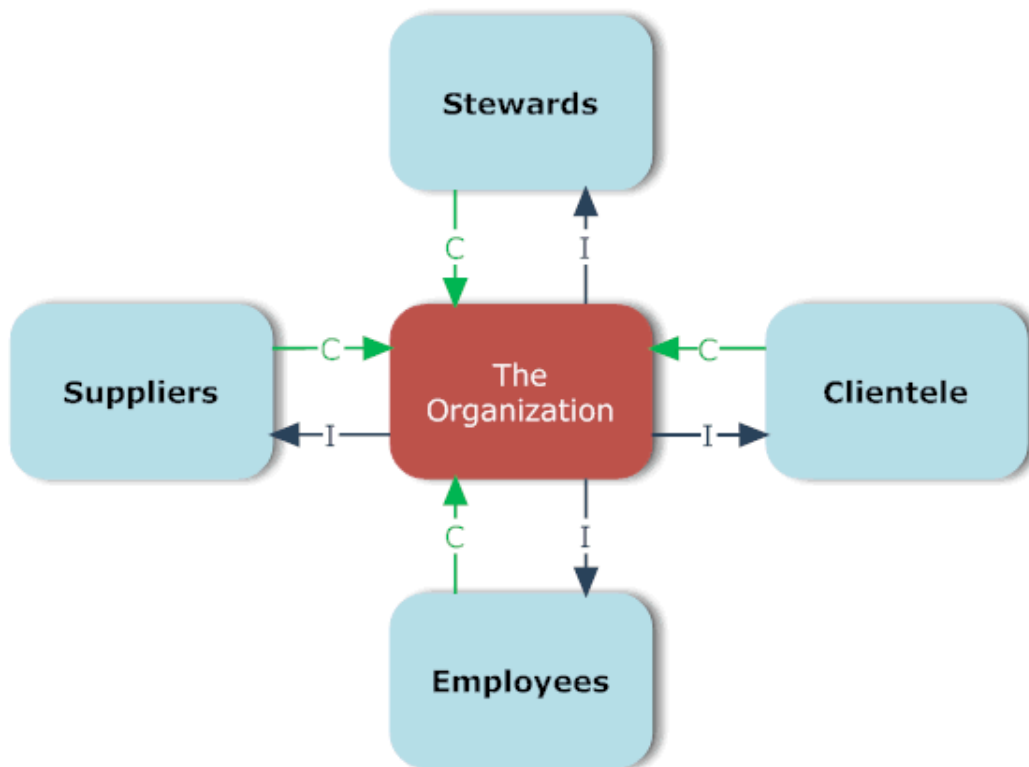 Stewards
C
I
Suppliers
C
I
The
Organization
C
I
Clientele
C
I
Employees